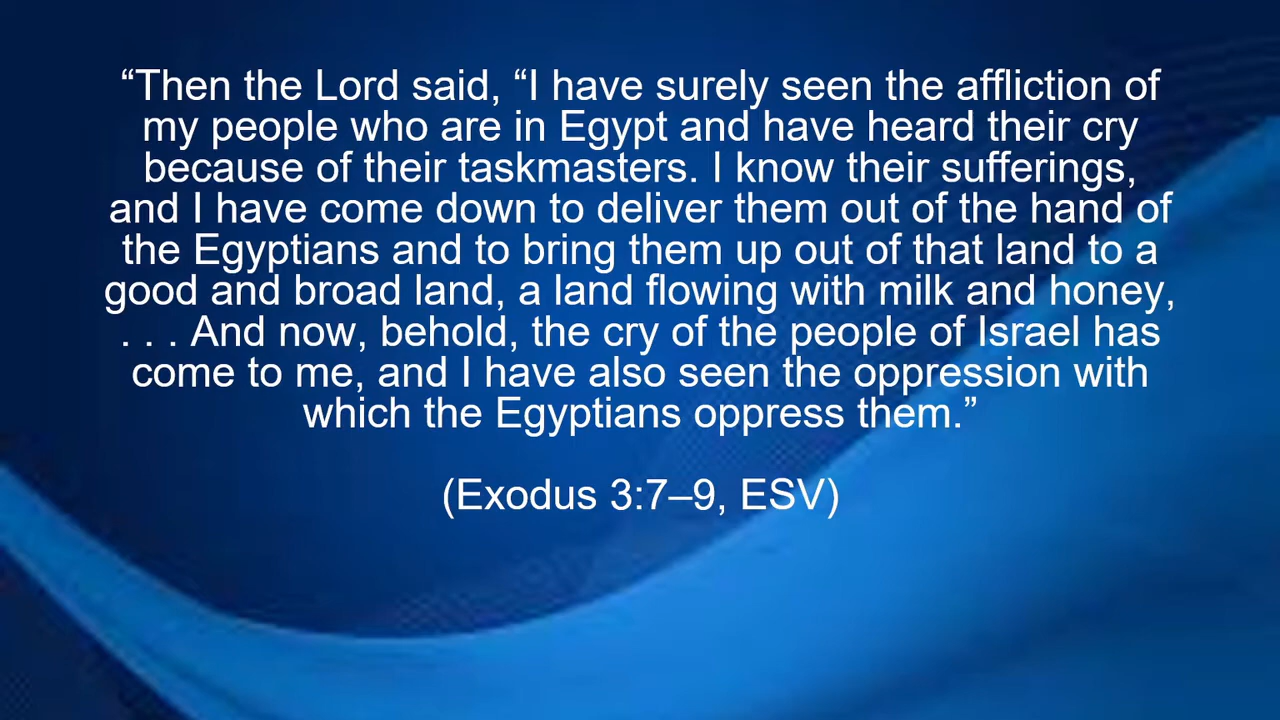 “Then the Lord said, “I have surely seen the affliction of
my people who are in Egypt and have heard their cry
because of their taskmasters. I know their sufferings,
and I have come down to deliver them out of the hand of
the Egyptians and to bring them up out of that land to a
good and broad land, a land flowing with milk and honey,
. . . And now, behold, the cry of the people of Israel has
come to me, and I have also seen the oppression with
which the Egyptians oppress them.”
(Exodus 3:7–9, ESV)